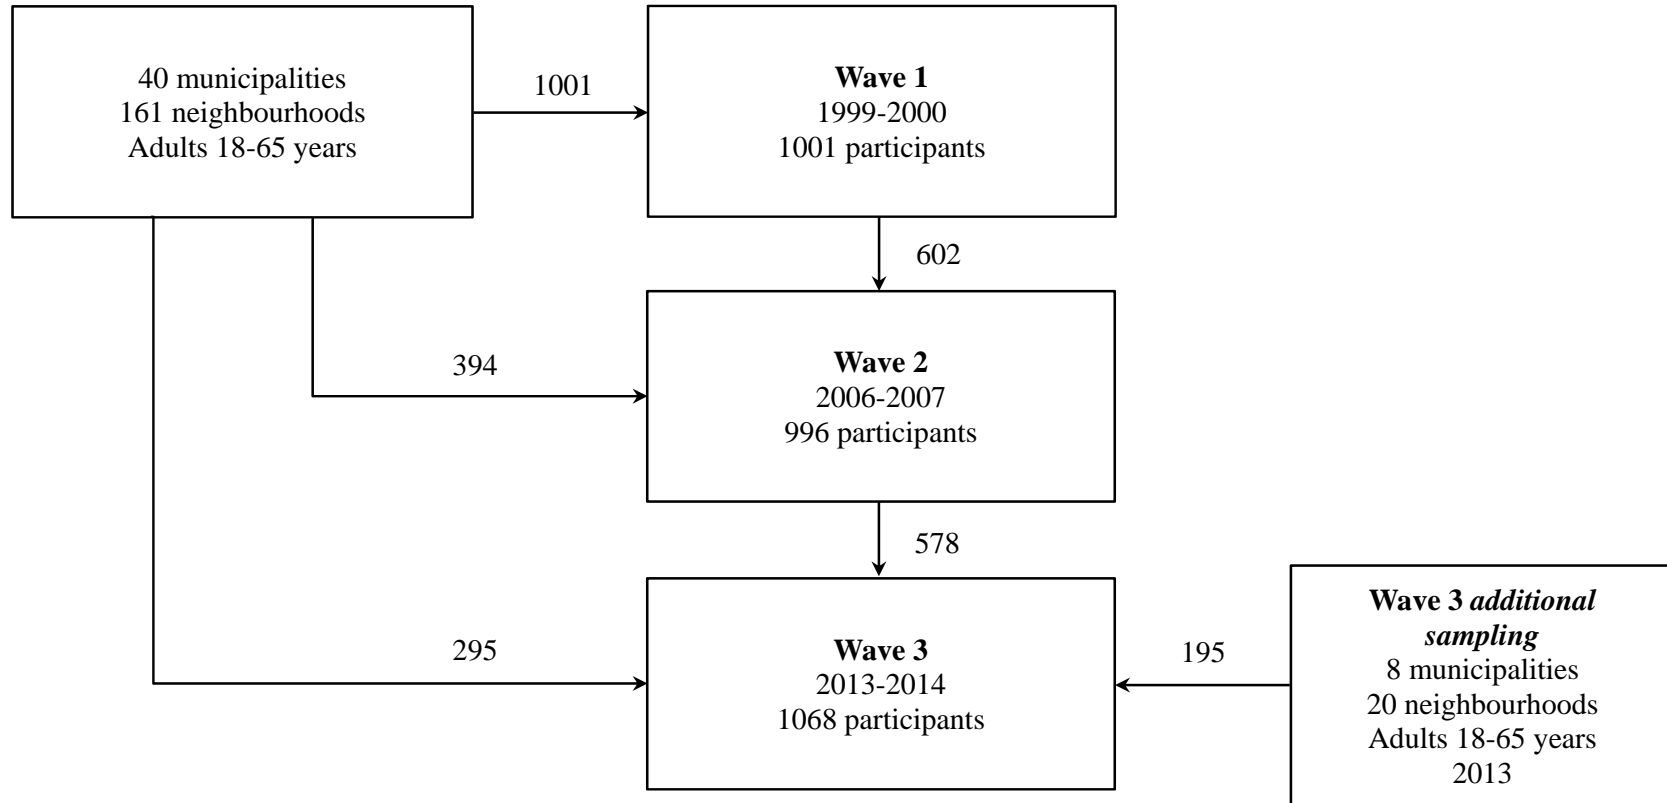 40 municipalities
161 neighbourhoods
Adults 18-65 years
1001
Wave 1
1999-2000
1001 participants
602
394
Wave 2
2006-2007
996 participants
578
295
Wave 3
2013-2014
1068 participants
195
Wave 3 additional
sampling
8 municipalities
20 neighbourhoods
Adults 18-65 years
2013